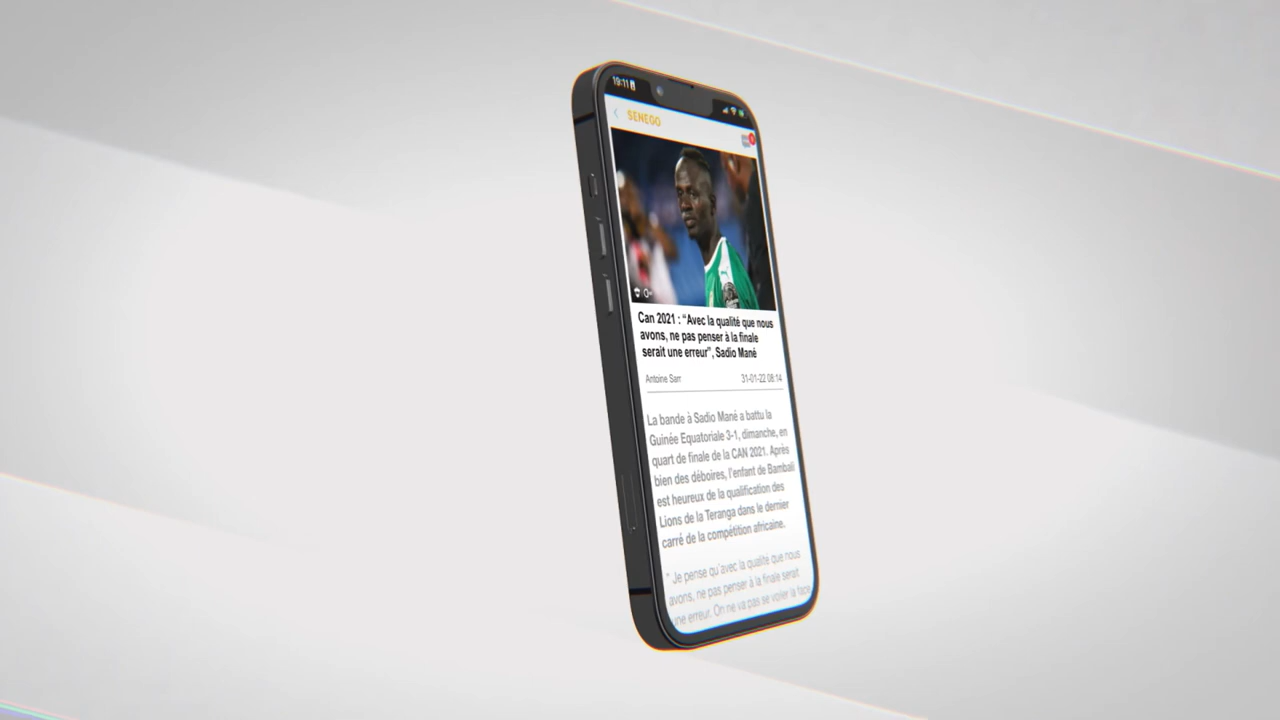 19:11
SENEGO
Can 2021 : “Avec la qualité que nous
avons, ne pas penser à la finale
serait une erreur”, Sadio Mané
Antoine Sarr 31-01-22 08:14
La bande à Sadio Mané a battu la
Guinée Equatoriale 3-1, dimanche, en
quart de finale de la CAN 2021. Après
bien des déboires, l’enfant de Bambali
est heureux de la qualification des
Lions de la Teranga dans le dernier
carré de la compétition africaine.
" Je pense qu’avec la qualité que nous
avons, ne pas penser à la finale serait
une erreur. On ne va pas se voiler la face